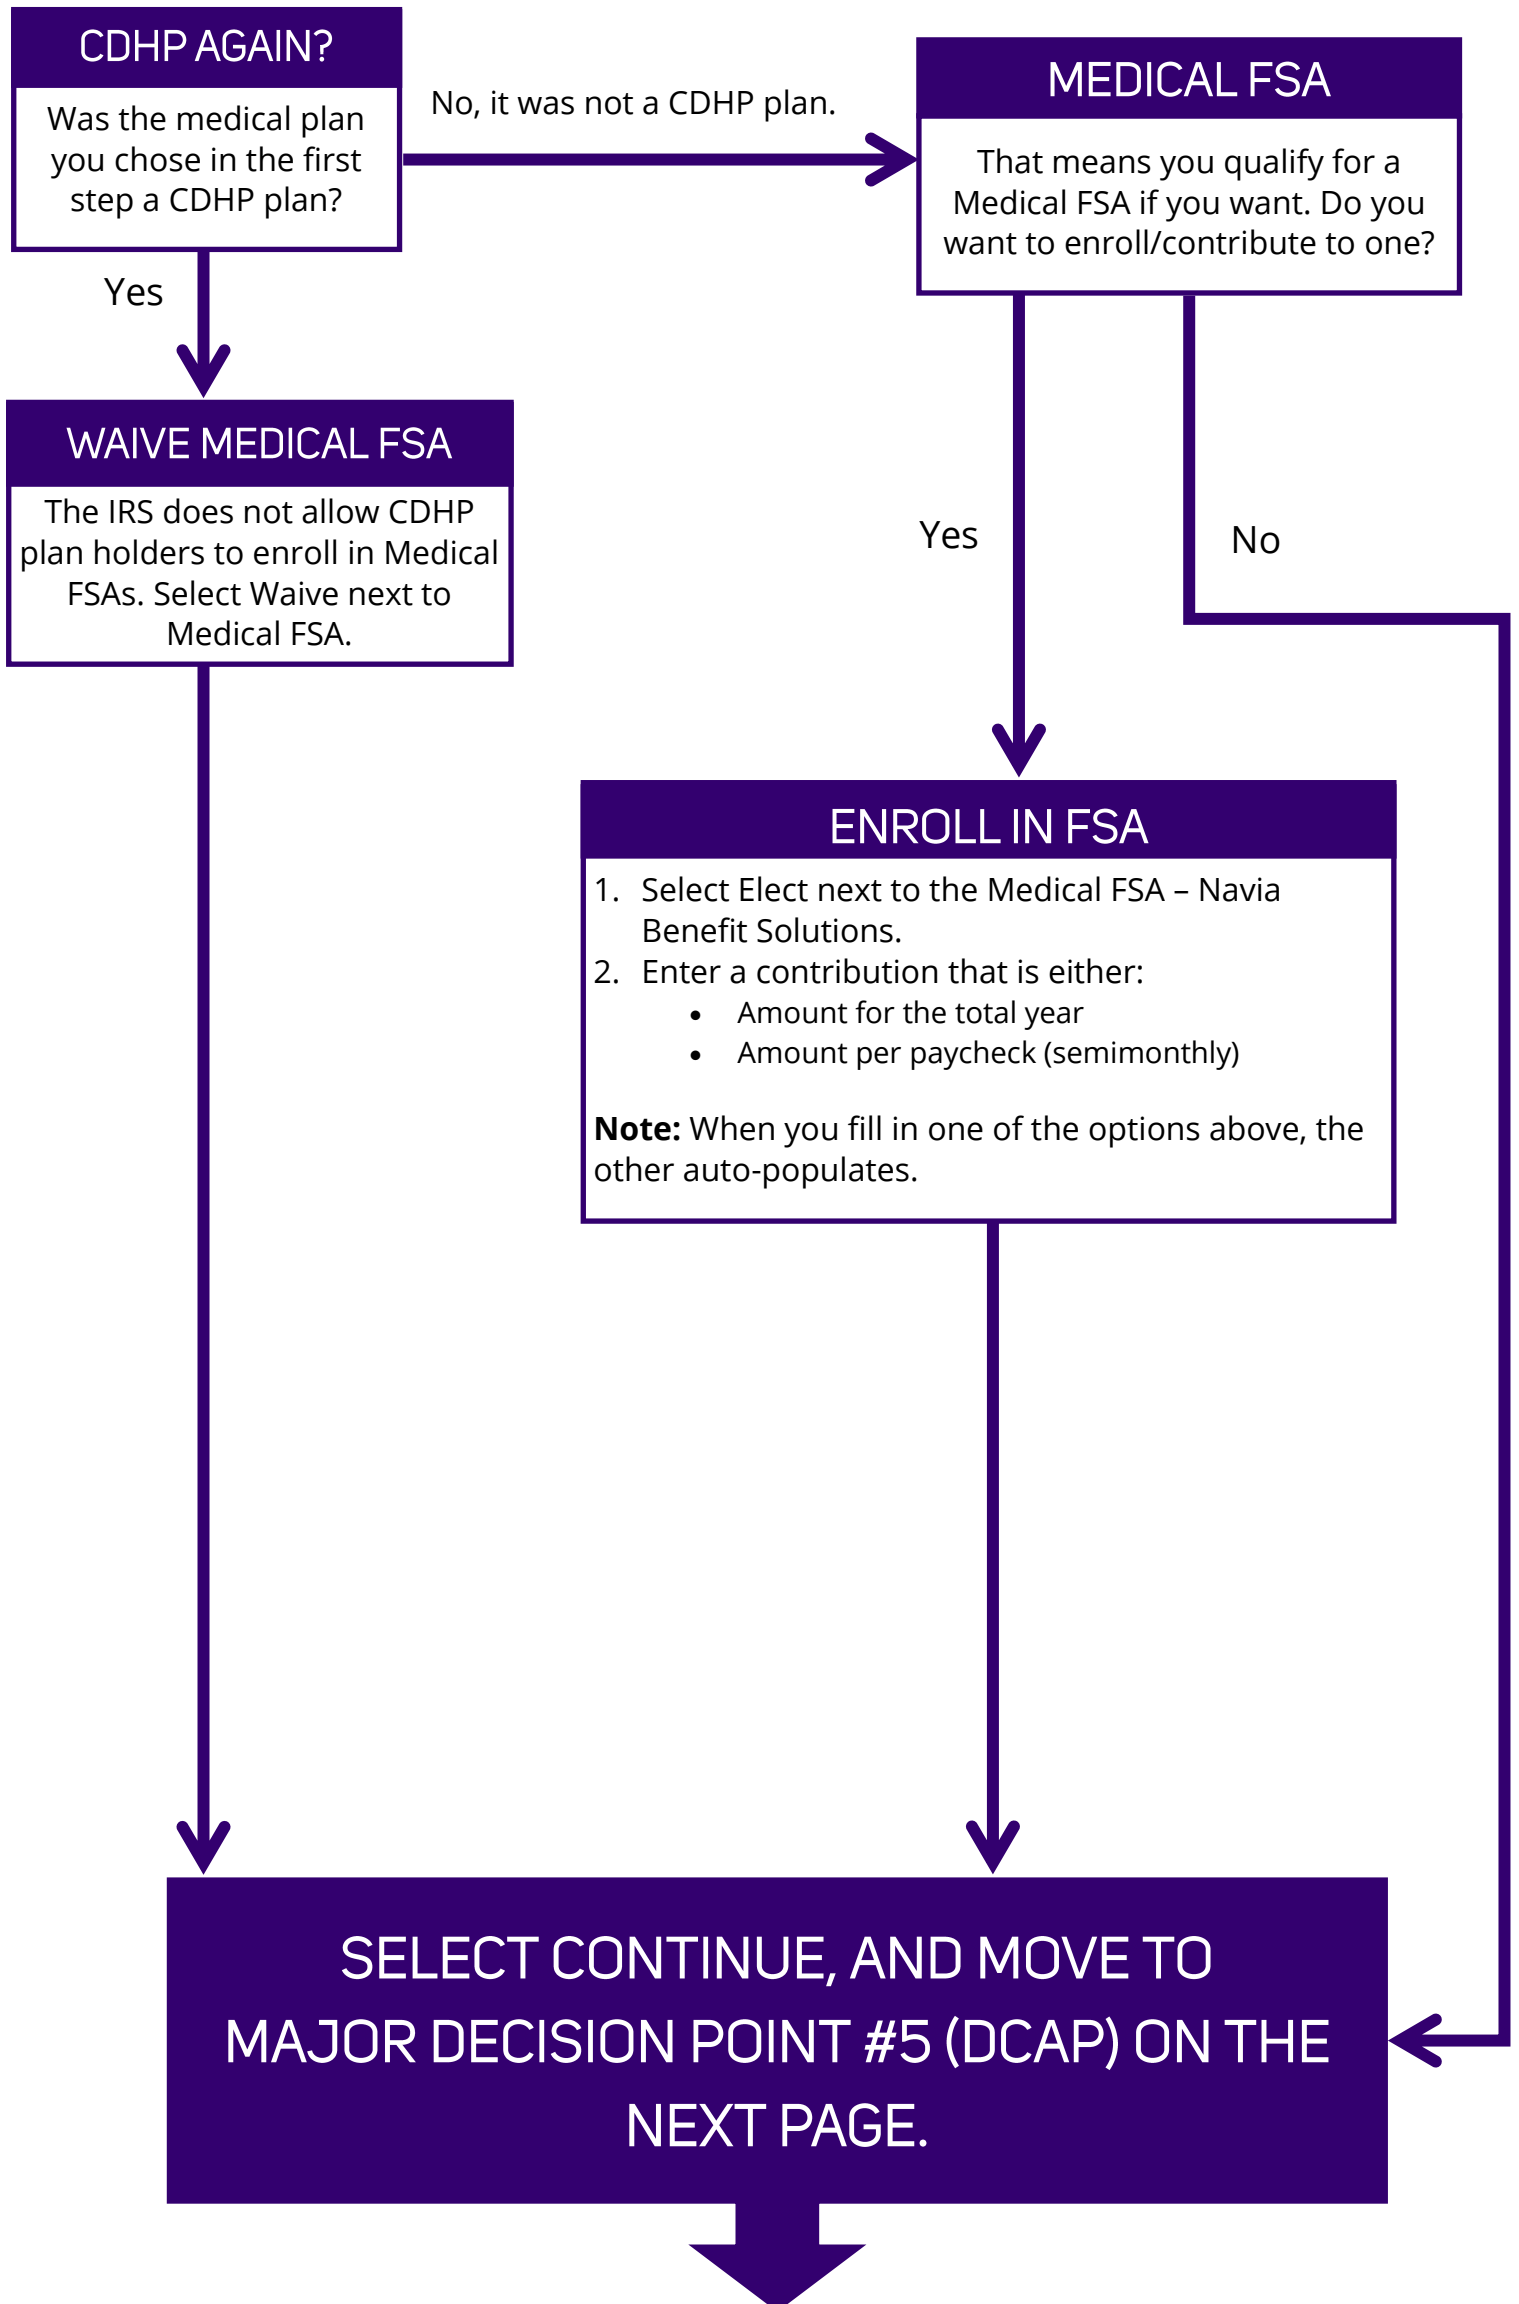 CDHP AGAIN?
Was the medical plan
you chose in the first
step a CDHP plan?
No, it was not a CDHP plan.
MEDICAL FSA
That means you qualify for a
Medical FSA if you want. Do you
want to enroll/contribute to one?
Yes
WAIVE MEDICAL FSA
The IRS does not allow CDHP
plan holders to enroll in Medical
FSAs. Select Waive next to
Medical FSA.
Yes
No
ENROLL IN FSA
1. Select Elect next to the Medical FSA – Navia
Benefit Solutions.
2. Enter a contribution that is either:
• Amount for the total year
• Amount per paycheck (semimonthly)
Note: When you fill in one of the options above, the
other auto-populates.
SELECT CONTINUE, AND MOVE TO
MAJOR DECISION POINT #5 (DCAP) ON THE
NEXT PAGE.